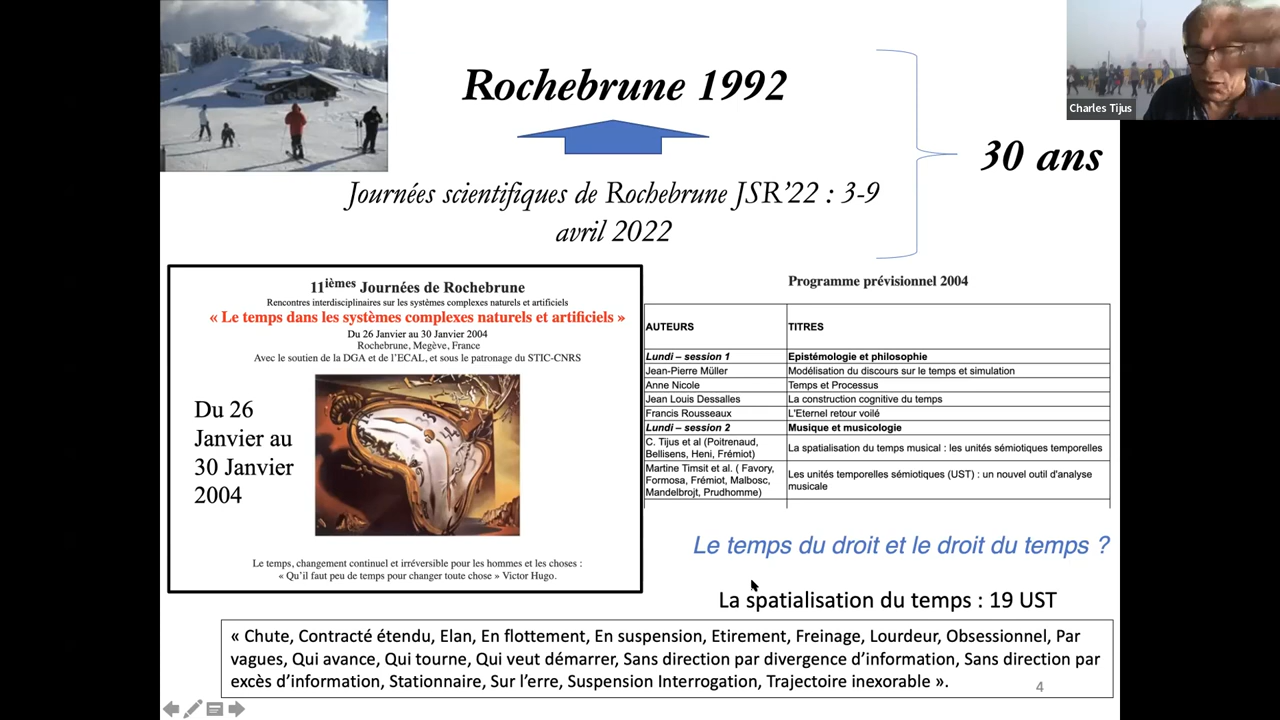 Rochebrune 1992
Charles Tijus
30 ans
Journées scientifiques de Rochebrune JSR’22 : 3-9
avril 2022
11ièmes Journées de Rochebrune
Rencontres interdisciplinaires sur les systèmes complexes naturels et artificiels
« Le temps dans les systèmes complexes naturels et artificiels »
Du 26 Janvier au 30 Janvier 2004
Rochebrune, Megève, France
Avec le soutien de la DGA et de l’ECAL, et sous le patronage du STIC-CNRS
Du 26
Janvier au
30 Janvier
2004
Le temps, changement continuel et irréversible pour les hommes et les choses :
« Qu’il faut peu de temps pour changer toute chose » Victor Hugo.
Programme prévisionnel 2004
AUTEURS TITRES
Lundi – session 1 Epistémologie et philosophie
Jean-Pierre Müller Modélisation du discours sur le temps et simulation
Anne Nicole Temps et Processus
Jean Louis Dessalles La construction cognitive du temps
Francis Rousseaux L'Eternel retour voilé
Lundi – session 2 Musique et musicologie
C. Tijus et al (Poitrenaud,
Bellisens, Heni, Frémiot) La spatialisation du temps musical : les unités sémiotiques temporelles
Martine Timsit et al. ( Favory,
Formosa, Frémiot, Malbosc,
Mandelbrojt, Prudhomme) Les unités temporelles sémiotiques (UST) : un nouvel outil d'analyse
musicale
Le temps du droit et le droit du temps ?
La spatialisation du temps : 19 UST
« Chute, Contracté étendu, Elan, En flottement, En suspension, Etirement, Freinage, Lourdeur, Obsessionnel, Par
vagues, Qui avance, Qui tourne, Qui veut démarrer, Sans direction par divergence d’information, Sans direction par
excès d’information, Stationnaire, Sur l’erre, Suspension Interrogation, Trajectoire inexorable ».
4